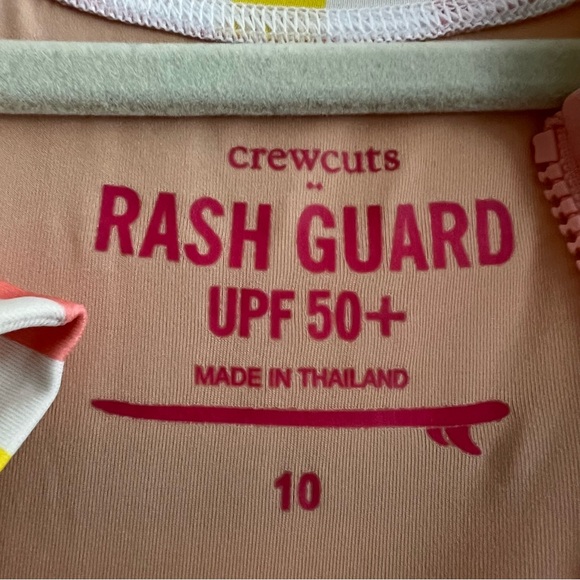 crewcuts
RASH GUARD
UPF 50+
MADE IN THAILAND
10